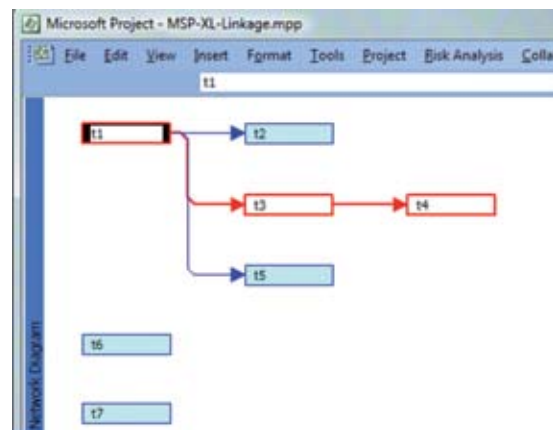 Microsoft Project - MSP-XL-Linkage.mpp
File Edit View Insert Format Tools Project Risk Analysis Colla
t1
t1 t2
t3 t4
t5
t6
t7
Network Diagram